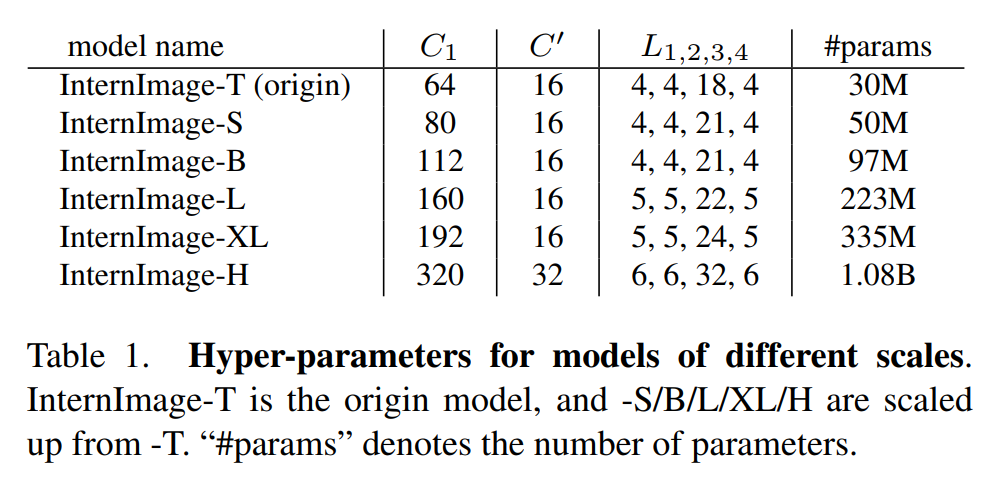 model name C₁ C′ L₁,₂,₃,₄ #params
InternImage-T (origin) 64 16 4, 4, 18, 4 30M
InternImage-S 80 16 4, 4, 21, 4 50M
InternImage-B 112 16 4, 4, 21, 4 97M
InternImage-L 160 16 5, 5, 22, 5 223M
InternImage-XL 192 16 5, 5, 24, 5 335M
InternImage-H 320 32 6, 6, 32, 6 1.08B
Table 1. Hyper-parameters for models of different scales.
InternImage-T is the origin model, and -S/B/L/XL/H are scaled
up from -T. “#params” denotes the number of parameters.